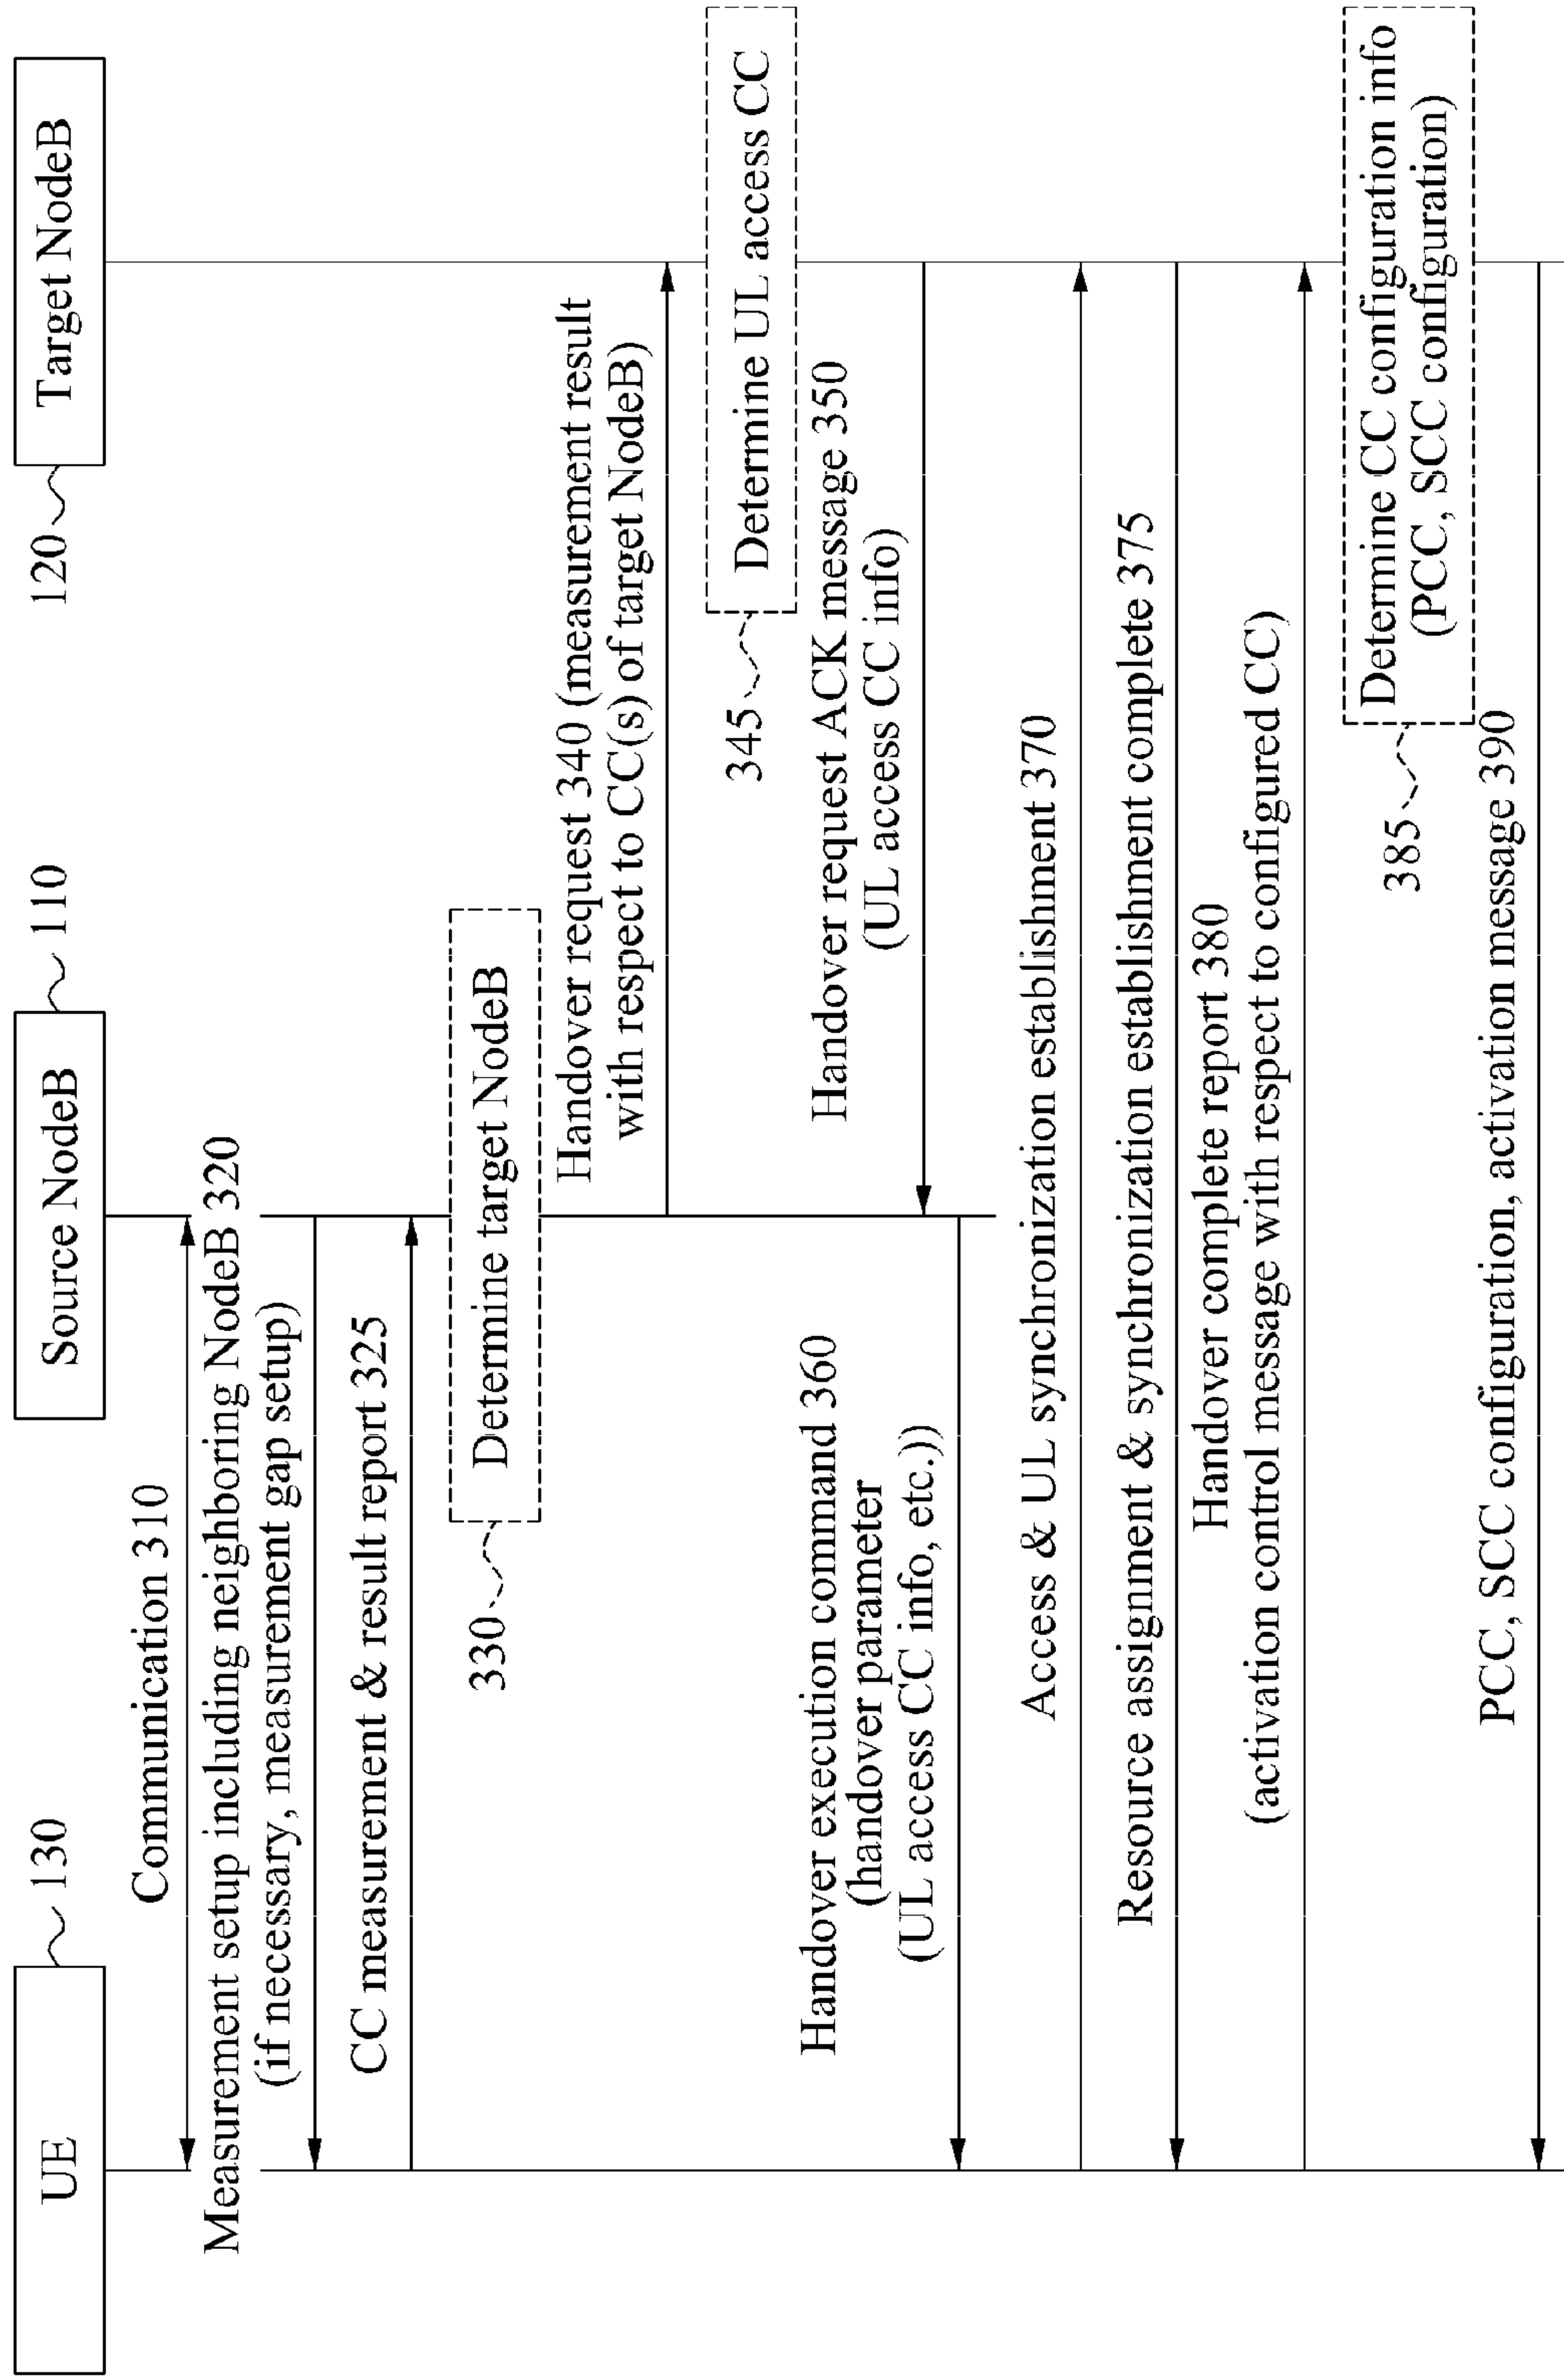 UE
130
Source NodeB
110
Target NodeB
120
Communication 310
Measurement setup including neighboring NodeB 320
(if necessary, measurement gap setup)
CC measurement & result report 325
330
Determine target NodeB
Handover request 340 (measurement result
with respect to CC(s) of target NodeB)
345
Determine UL access CC
Handover request ACK message 350
(UL access CC info)
Handover execution command 360
(handover parameter
(UL access CC info, etc.))
Access & UL synchronization establishment 370
Resource assignment & synchronization establishment complete 375
Handover complete report 380
(activation control message with respect to configured CC)
385
Determine CC configuration info
(PCC, SCC configuration)
PCC, SCC configuration, activation message 390